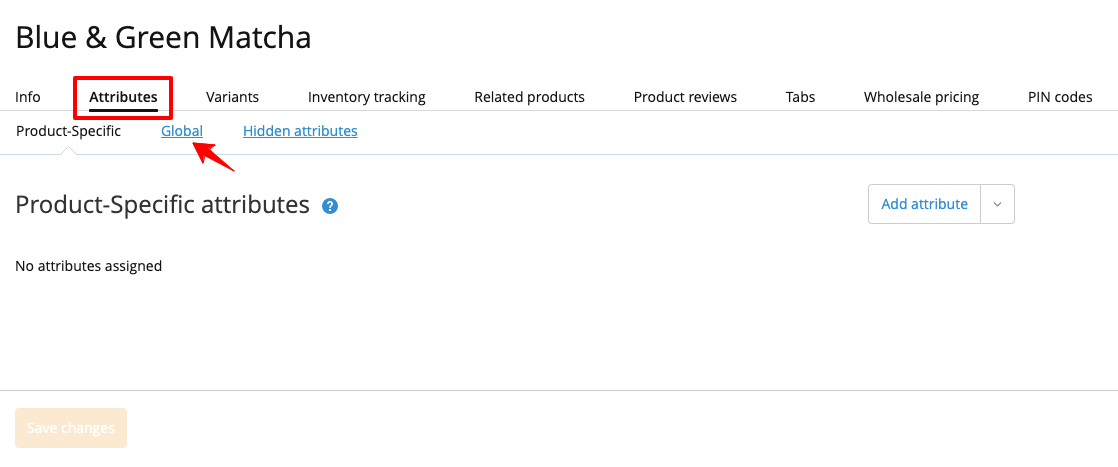 Blue & Green Matcha
Info Attributes Variants Inventory tracking Related products Product reviews Tabs Wholesale pricing PIN codes
Product-Specific Global Hidden attributes
Product-Specific attributes ? Add attribute
No attributes assigned
Save changes